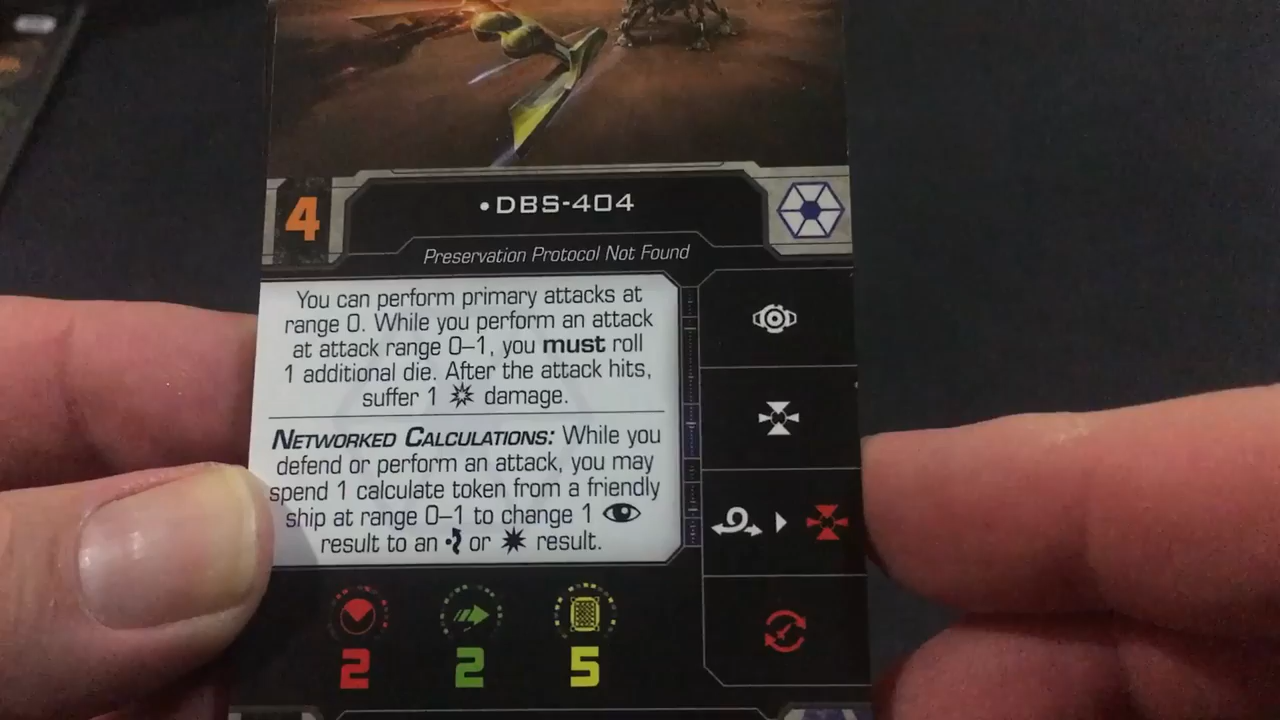 4
•DBS-404
Preservation Protocol Not Found
You can perform primary attacks at
range 0. While you perform an attack
at attack range 0–1, you must roll
1 additional die. After the attack hits,
suffer 1 damage.
NETWORKED CALCULATIONS: While you
defend or perform an attack, you may
spend 1 calculate token from a friendly
ship at range 0–1 to change 1
result to an or result.
2 2 5